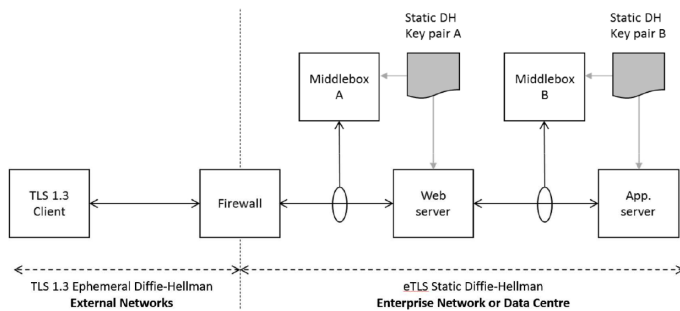 Static DH
Key pair A
Static DH
Key pair B
Middlebox
A
Middlebox
B
TLS 1.3
Client
Firewall
Web
server
App.
server
TLS 1.3 Ephemeral Diffie-Hellman
External Networks
eTLS Static Diffie-Hellman
Enterprise Network or Data Centre